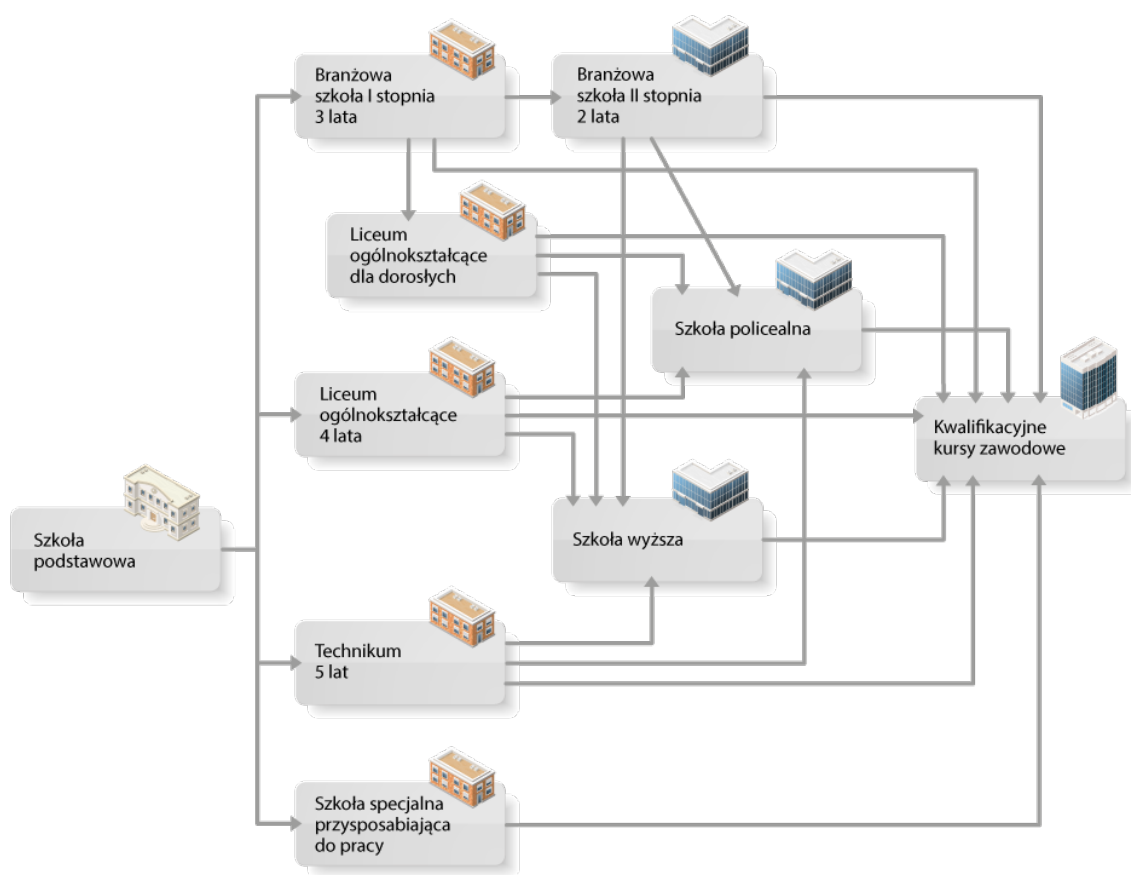 Branżowa
szkoła I stopnia
3 lata
Branżowa
szkoła II stopnia
2 lata
Liceum
ogólnokształcące
dla dorosłych
Szkoła policealna
Liceum
ogólnokształcące
4 lata
Kwalifikacyjne
kursy zawodowe
Szkoła
podstawowa
Szkoła wyższa
Technikum
5 lat
Szkoła specjalna
przysposabiająca
do pracy